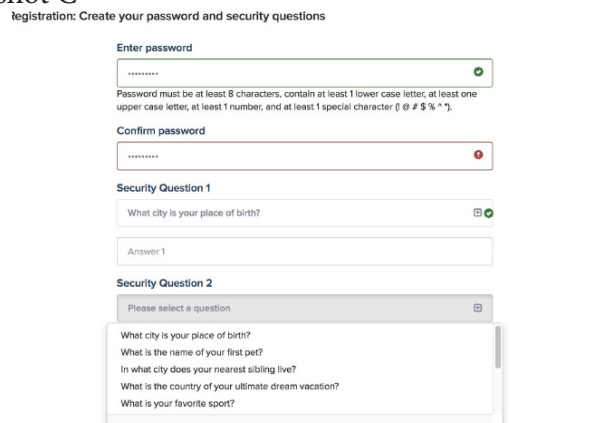 shot C
Registration: Create your password and security questions
Enter password
•••••••••
Password must be at least 8 characters, contain at least 1 lower case letter, at least one
upper case letter, at least 1 number, and at least 1 special character (! @ # $ % ^ *).
Confirm password
•••••••••
Security Question 1
What city is your place of birth?
Answer 1
Security Question 2
Please select a question
What city is your place of birth?
What is the name of your first pet?
In what city does your nearest sibling live?
What is the country of your ultimate dream vacation?
What is your favorite sport?